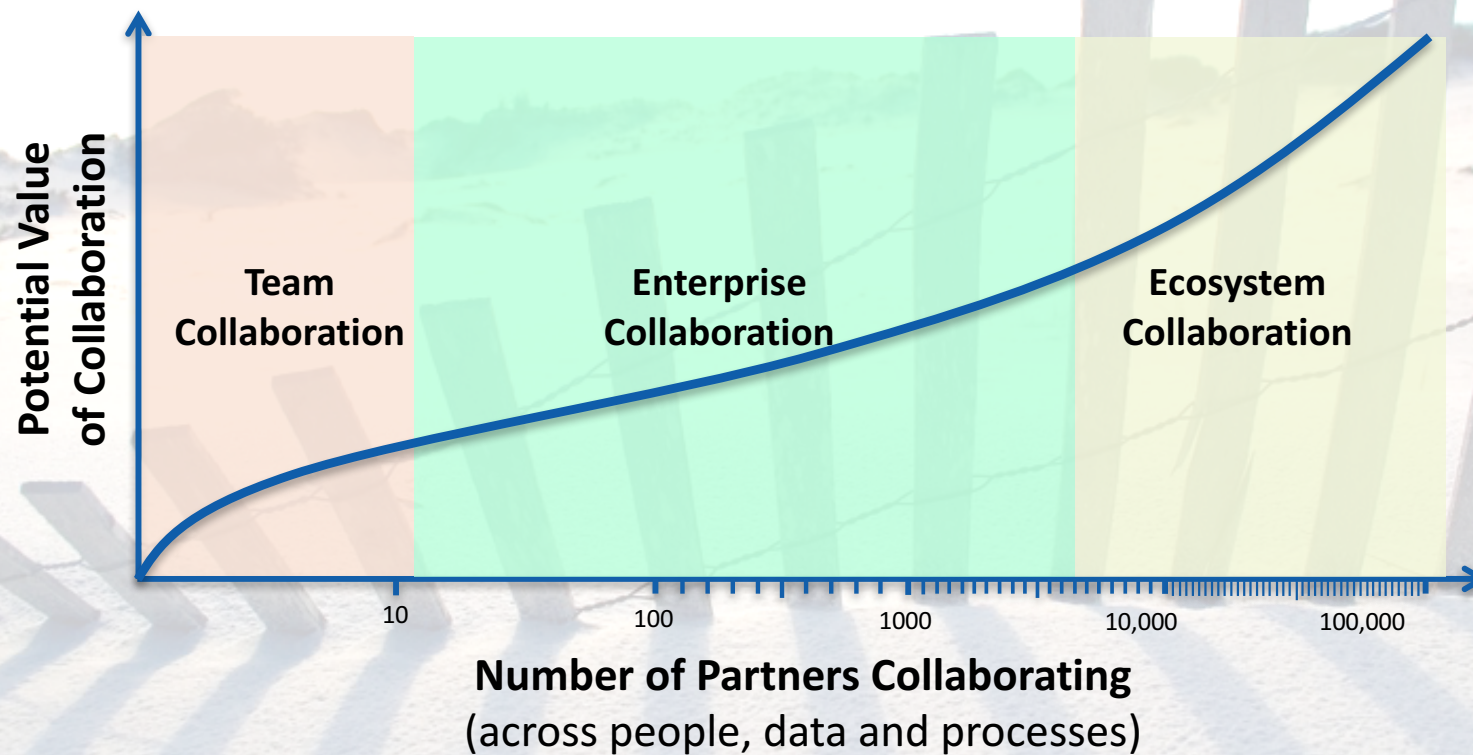 Potential Value
of Collaboration
Team
Collaboration
Enterprise
Collaboration
Ecosystem
Collaboration
10
100
1000
10,000
100,000
Number of Partners Collaborating
(across people, data and processes)